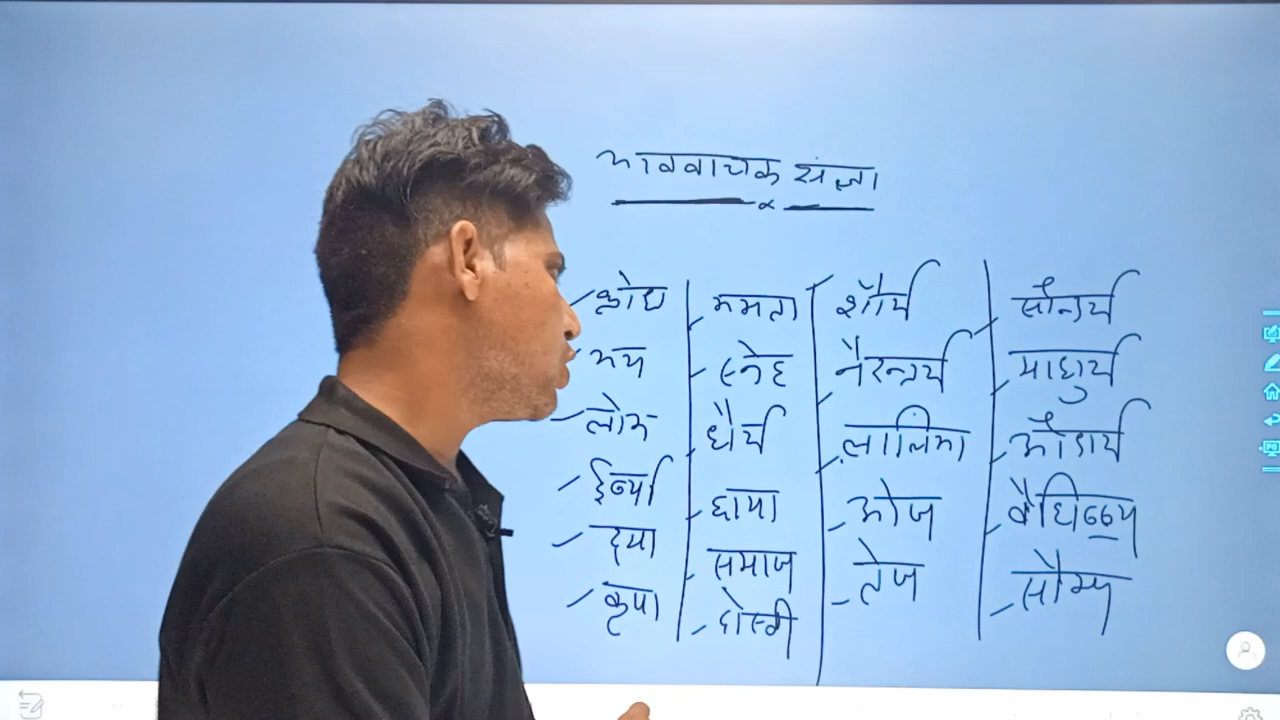 भाववाचक संज्ञा
क्रोध ममता शौर्य सौन्दर्य
भय स्नेह नैरन्तर्य माधुर्य
लोभ धैर्य लालिमा औदार्य
ईर्ष्या छाया ओज
दया समाज तेज सौम्य
कृपा दोस्ती